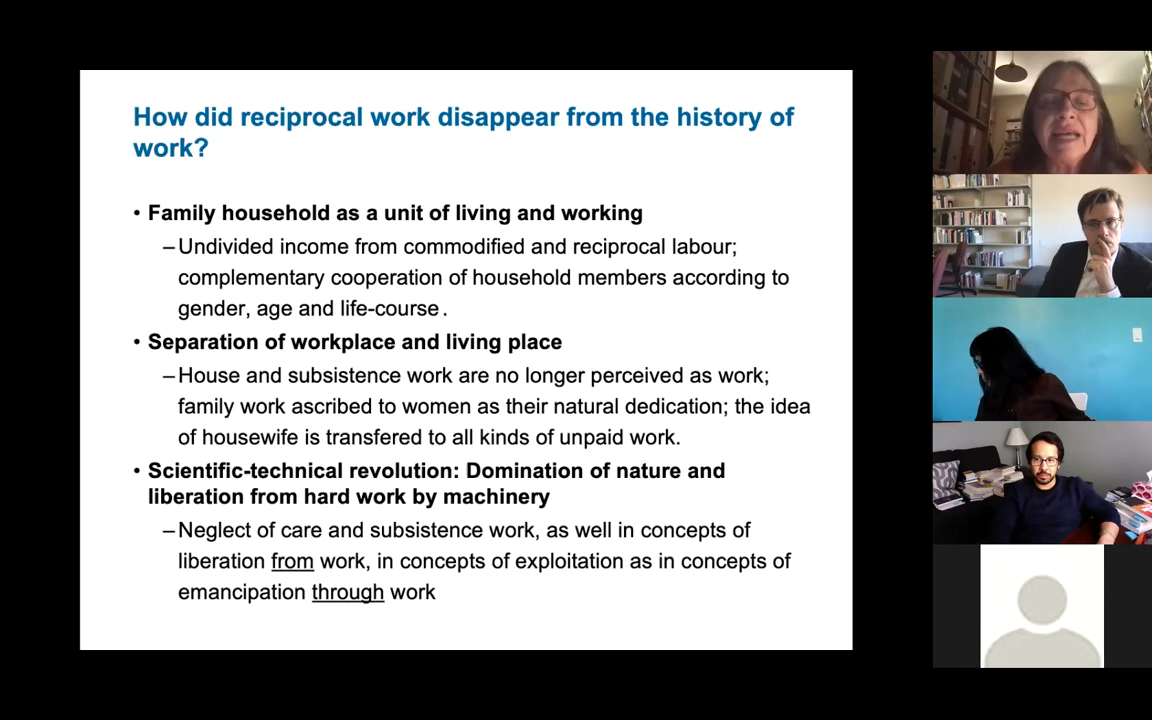 How did reciprocal work disappear from the history of
work?
• Family household as a unit of living and working
–Undivided income from commodified and reciprocal labour;
complementary cooperation of household members according to
gender, age and life-course.
• Separation of workplace and living place
–House and subsistence work are no longer perceived as work;
family work ascribed to women as their natural dedication; the idea
of housewife is transfered to all kinds of unpaid work.
• Scientific-technical revolution: Domination of nature and
liberation from hard work by machinery
–Neglect of care and subsistence work, as well in concepts of
liberation from work, in concepts of exploitation as in concepts of
emancipation through work